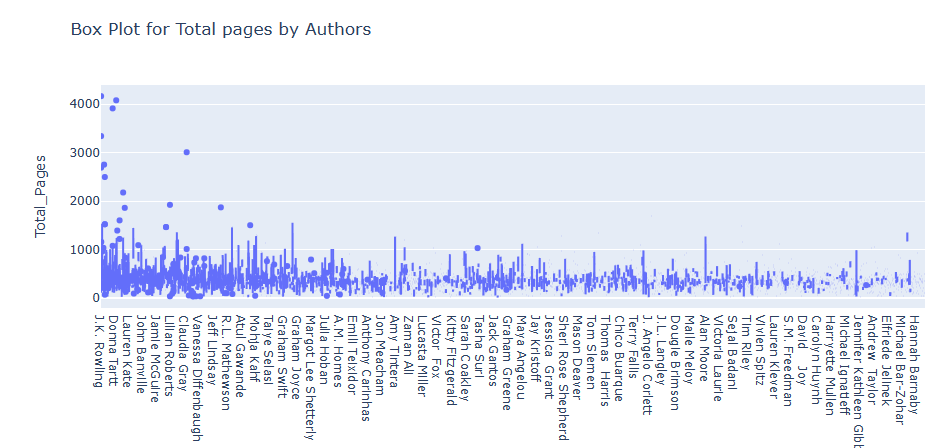 Box Plot for Total pages by Authors
Total_Pages
4000
3000
2000
1000
0
J.K. Rowling
Donna Tartt
Lauren Kate
John Banville
Jamie McGuire
Lilian Roberts
Claudia Gray
Vanessa Diffenbaugh
Jeff Lindsay
R.L. Mathewson
Atul Gawande
Mohja Kahf
Taiye Selasi
Graham Swift
Graham Joyce
Margot Lee Shetterly
Julia Hoban
A.M. Homes
Emili Teixidor
Anthony Carinhas
Jon Meacham
Amy Tintera
Zaman Ali
Lucasta Miller
Victor Fox
Kitty Fitzgerald
Sarah Coakley
Tasha Suri
Jack Gantos
Graham Greene
Maya Angelou
Jay Kristoff
Jessica Grant
Sheri Rose Shepherd
Mason Deaver
Tom Slemen
Thomas Harris
Chico Buarque
Terry Fallis
J. Angelo Corlett
J.L. Langley
Dougie Brimson
Maile Meloy
Alan Moore
Victoria Laurie
Sejal Badani
Tim Riley
Vivien Spitz
Lauren Klever
S.M. Freedman
David Joy
Carolyn Huynh
Harryette Mullen
Michael Ignatieff
Jennifer Kathleen Gibb
Andrew Taylor
Elfriede Jelinek
Michael Bar-Zohar
Hannah Barnaby